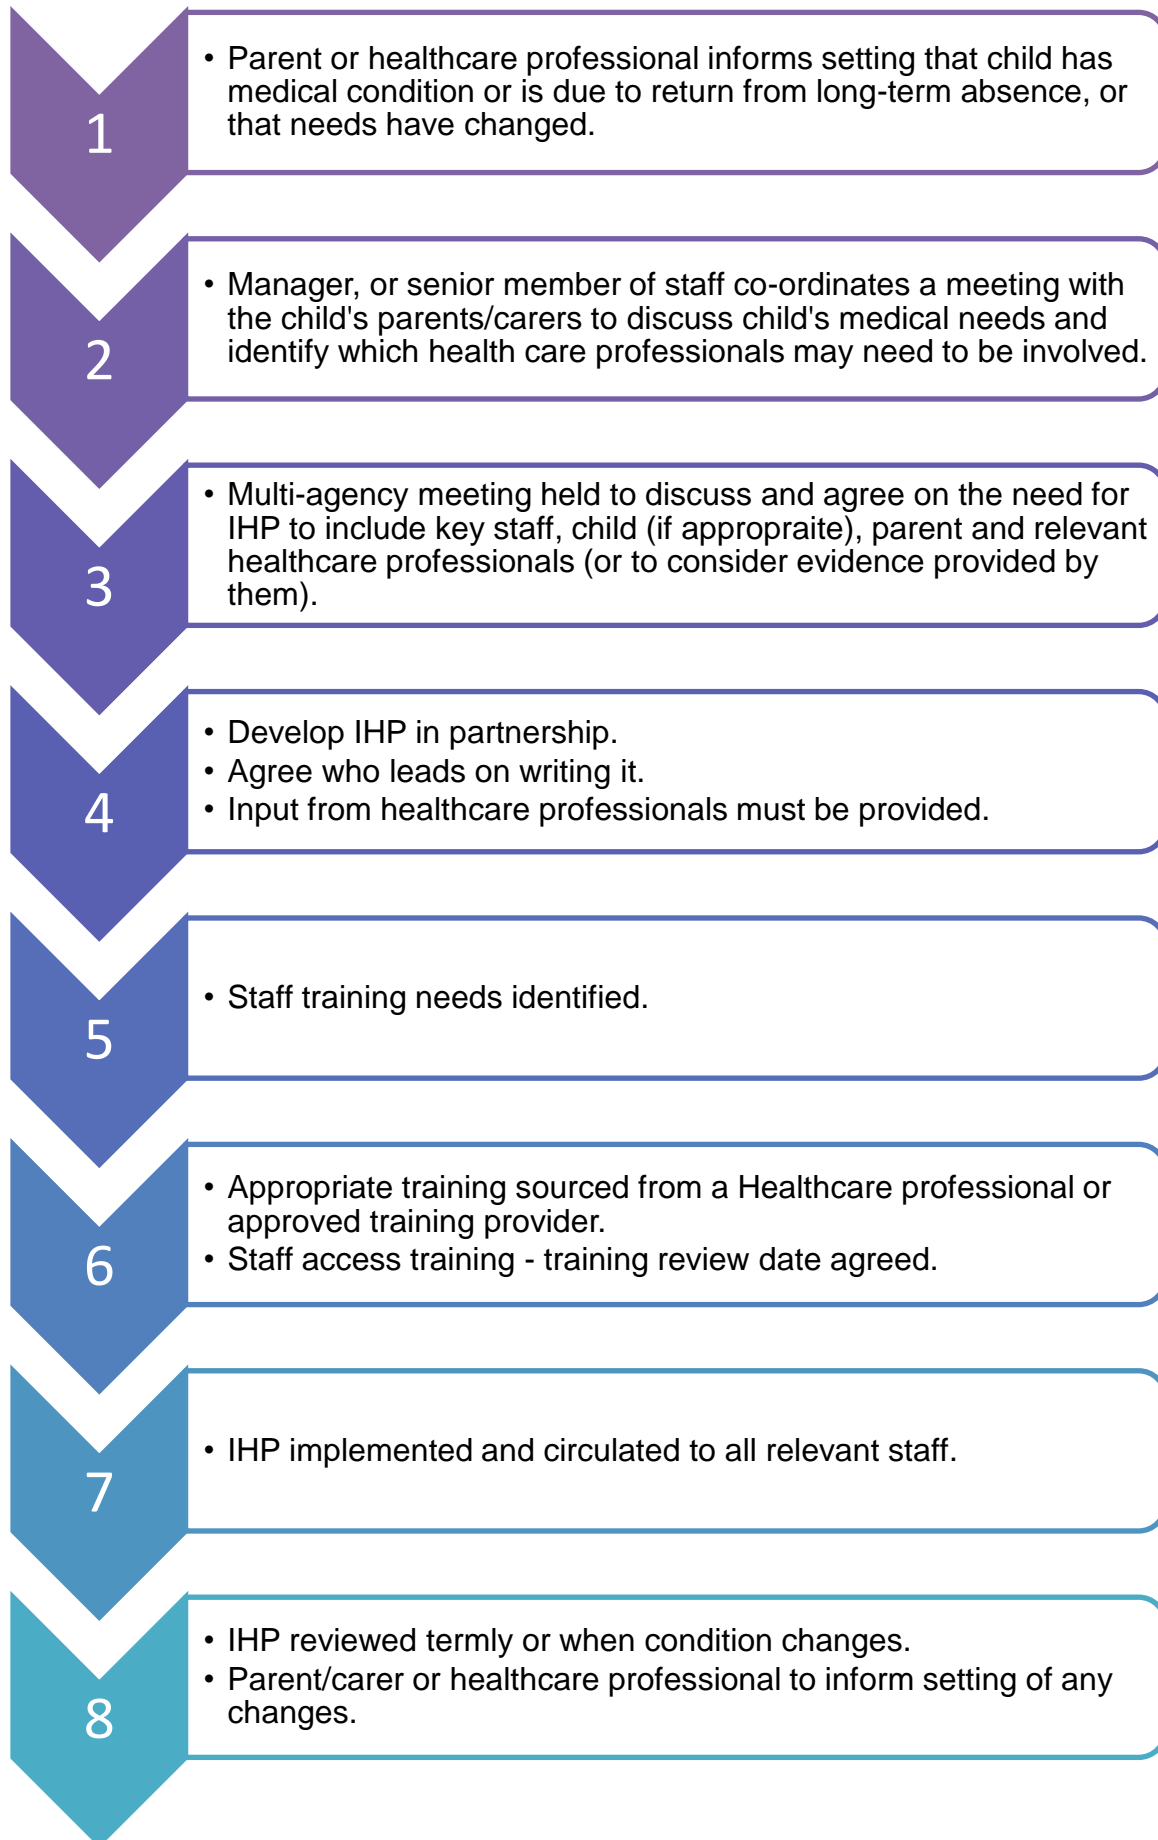 1
• Parent or healthcare professional informs setting that child has
medical condition or is due to return from long-term absence, or
that needs have changed.
2
• Manager, or senior member of staff co-ordinates a meeting with
the child's parents/carers to discuss child's medical needs and
identify which health care professionals may need to be involved.
3
• Multi-agency meeting held to discuss and agree on the need for
IHP to include key staff, child (if appropraite), parent and relevant
healthcare professionals (or to consider evidence provided by
them).
4
• Develop IHP in partnership.
• Agree who leads on writing it.
• Input from healthcare professionals must be provided.
5
• Staff training needs identified.
6
• Appropriate training sourced from a Healthcare professional or
approved training provider.
• Staff access training - training review date agreed.
7
• IHP implemented and circulated to all relevant staff.
8
• IHP reviewed termly or when condition changes.
• Parent/carer or healthcare professional to inform setting of any
changes.